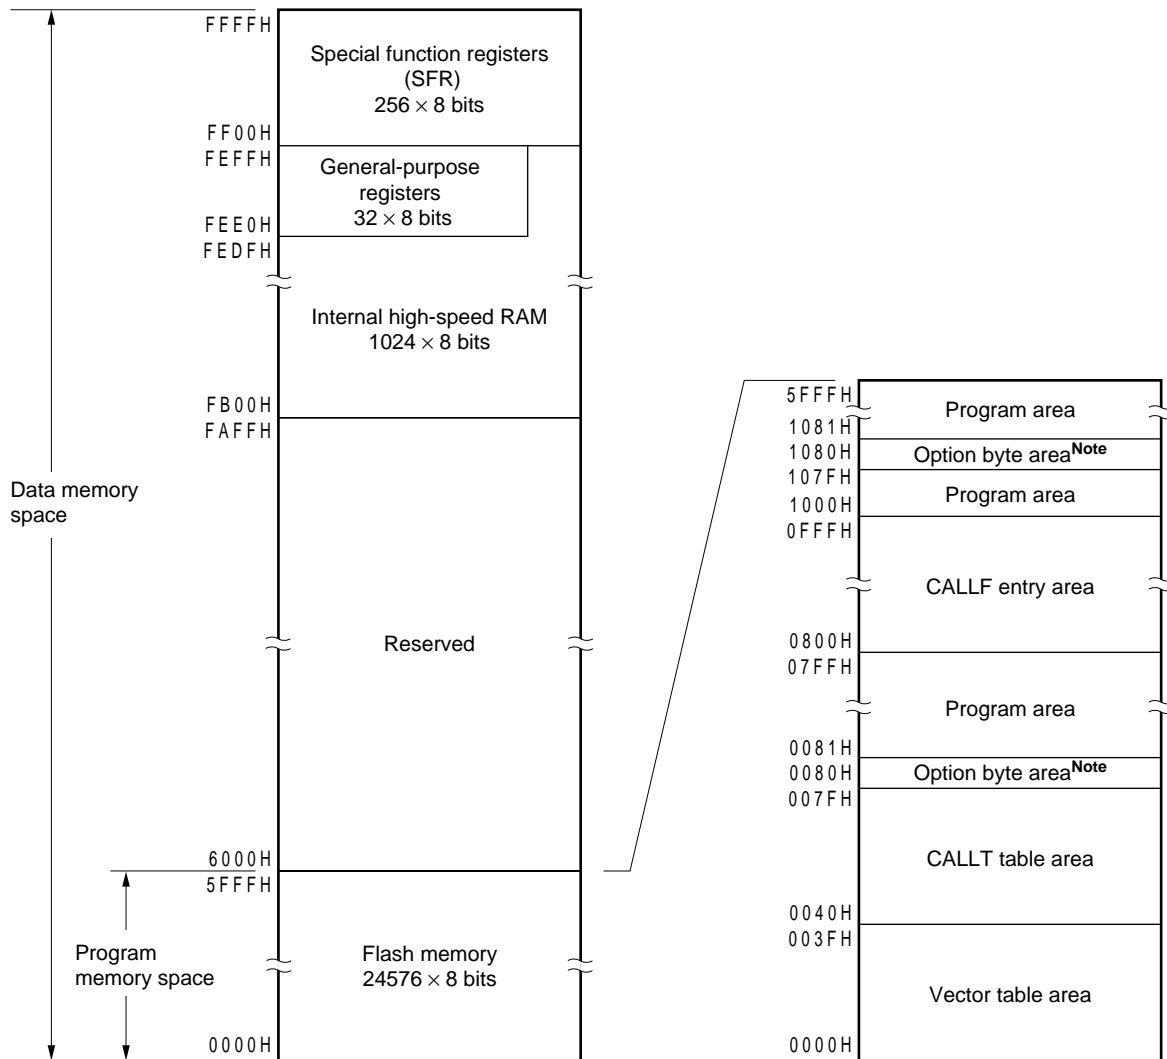 FFFFH
Special function registers
(SFR)
256 × 8 bits
FF00H
FEFFH
General-purpose
registers
32 × 8 bits
FEE0H
FEDFH
Internal high-speed RAM
1024 × 8 bits
FB00H
FAFFH
Data memory
space
Reserved
6000H
5FFFH
Program
memory space
Flash memory
24576 × 8 bits
0000H
5FFFH
Program area
1081H
1080H
Option byte areaNote
107FH
Program area
1000H
0FFFH
CALLF entry area
0800H
07FFH
Program area
0081H
0080H
Option byte areaNote
007FH
CALLT table area
0040H
003FH
Vector table area
0000H